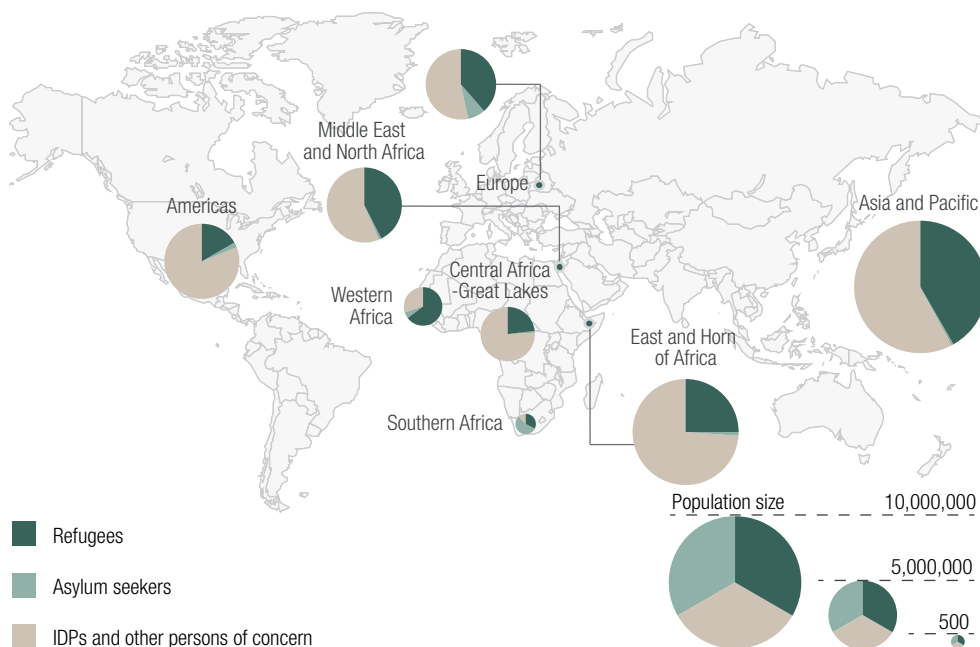 Middle East
and North Africa
Europe
Americas
Asia and Pacific
Western
Africa
Central Africa
-Great Lakes
East and Horn
of Africa
Southern Africa
Population size
10,000,000
5,000,000
500
Refugees
Asylum seekers
IDPs and other persons of concern